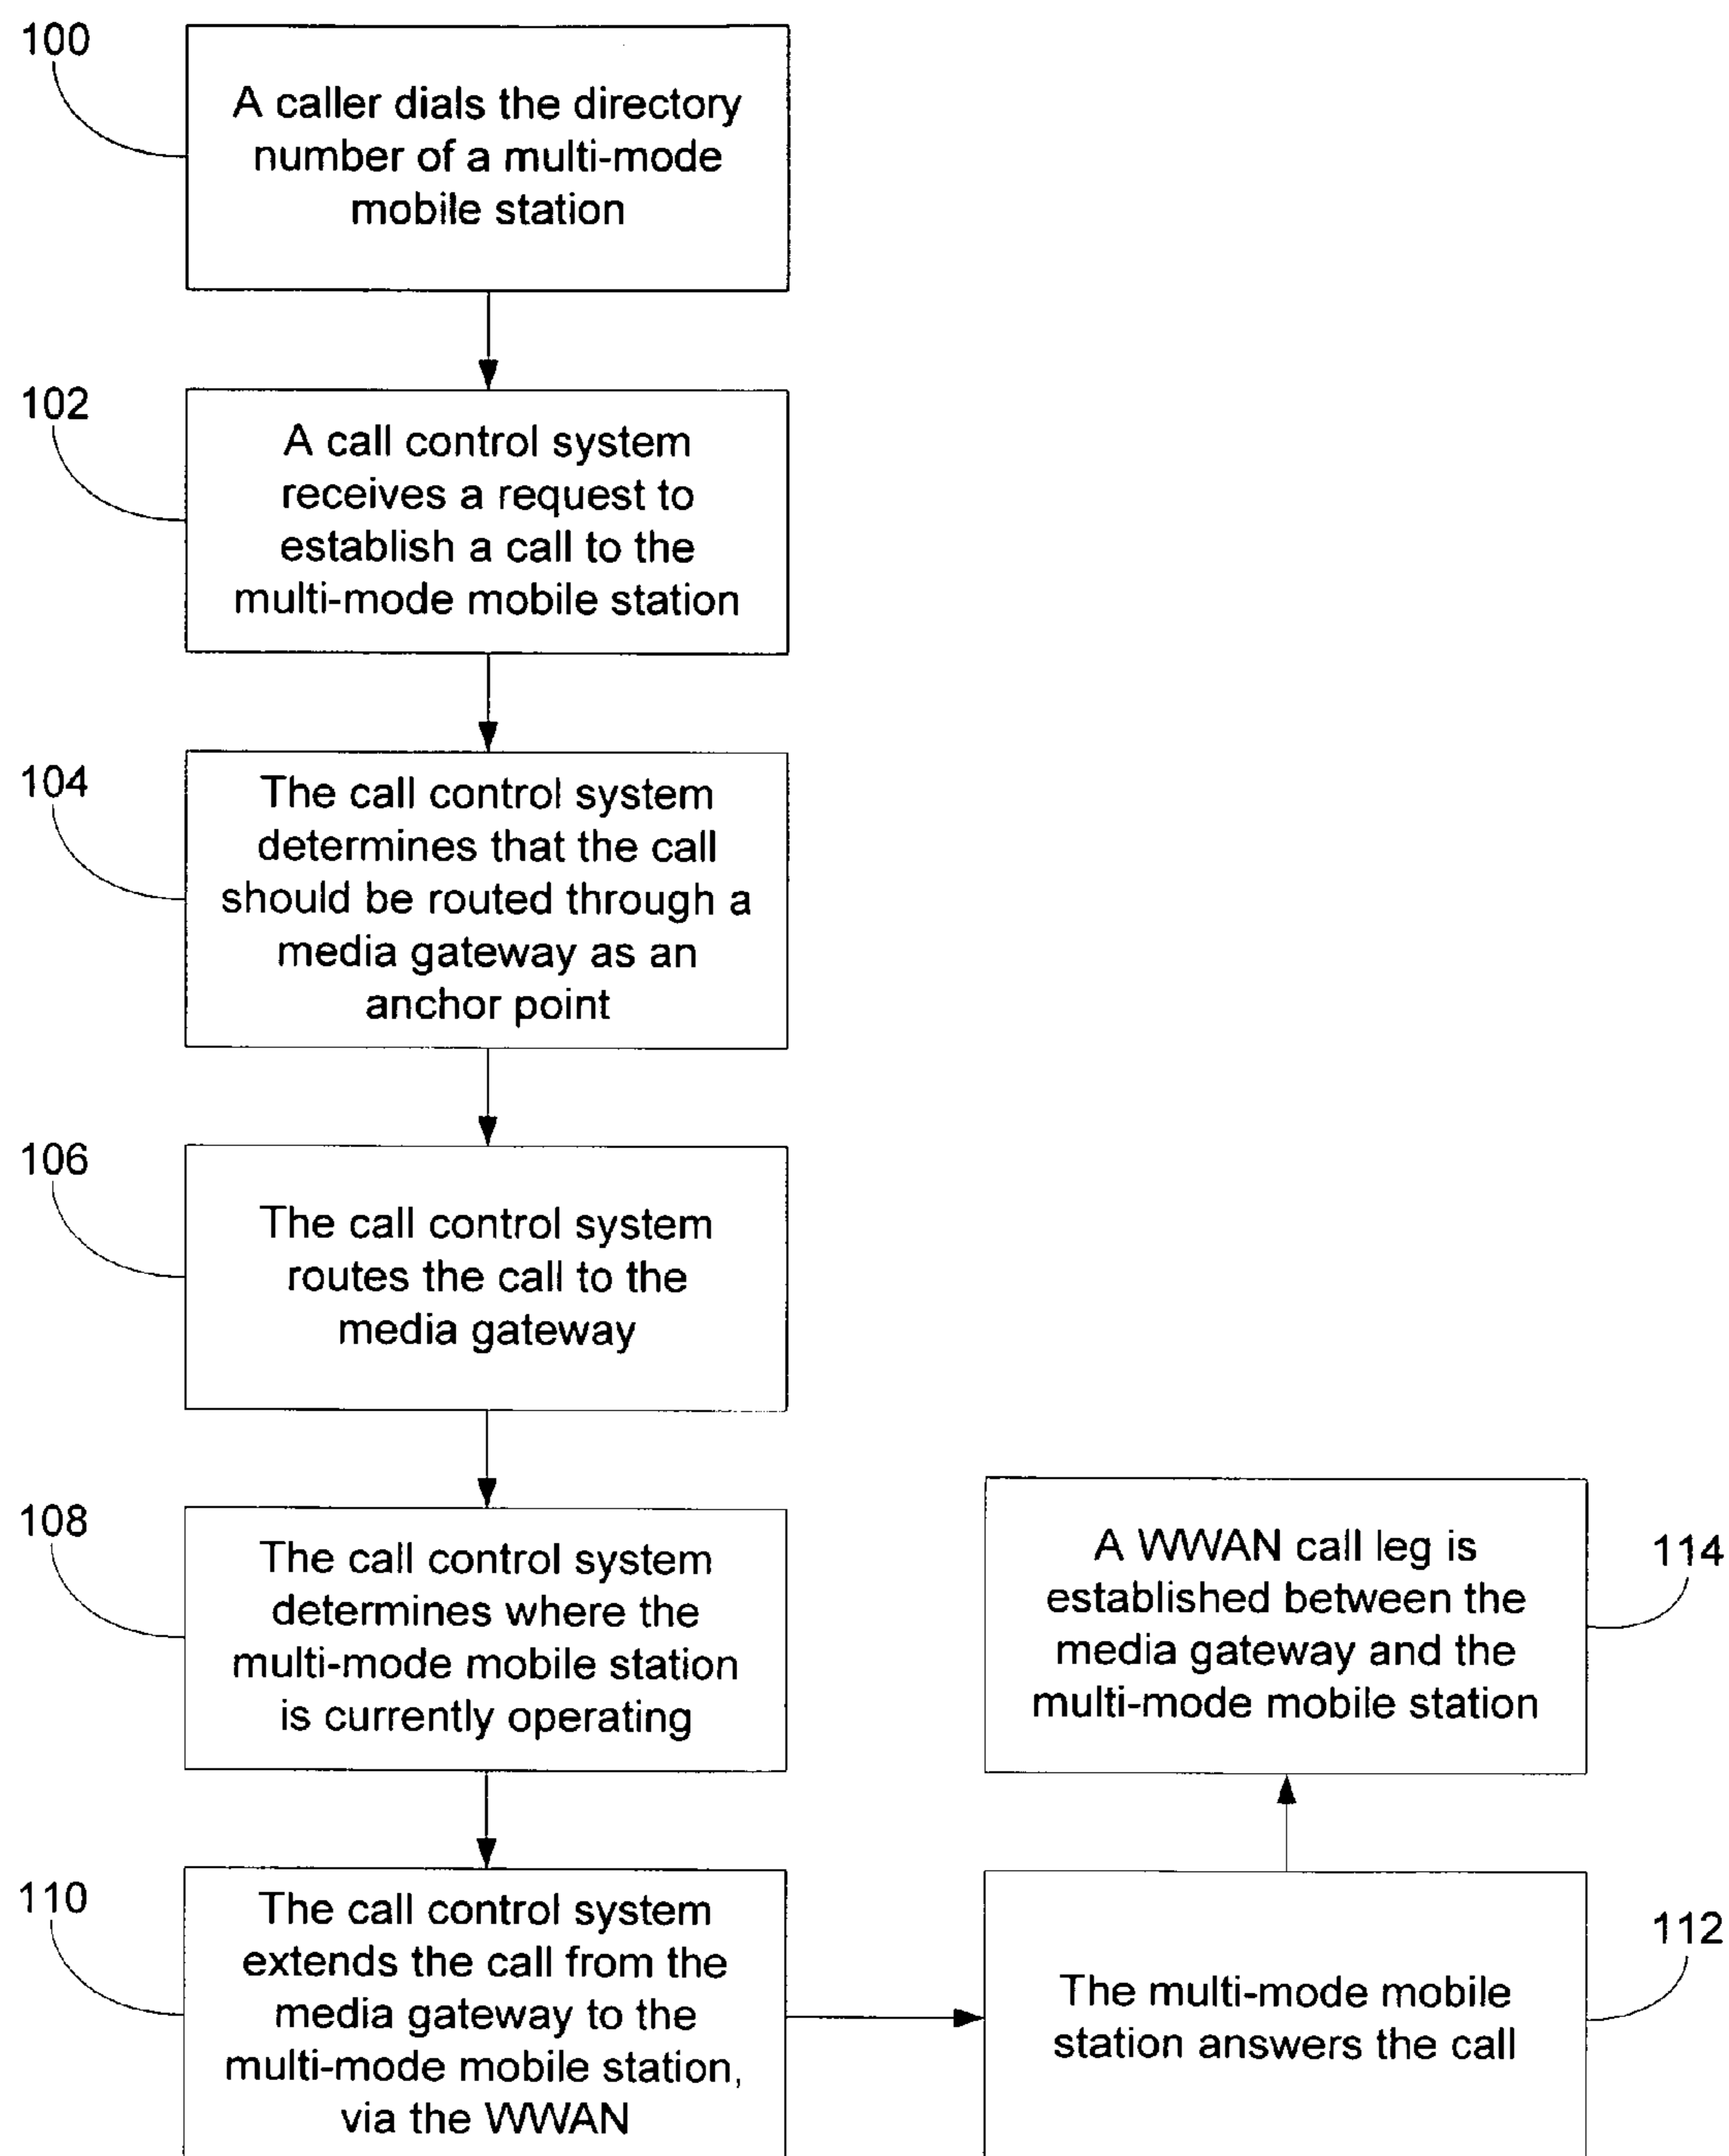 100
A caller dials the directory
number of a multi-mode
mobile station
102
A call control system
receives a request to
establish a call to the
multi-mode mobile station
104
The call control system
determines that the call
should be routed through a
media gateway as an
anchor point
106
The call control system
routes the call to the
media gateway
108
The call control system
determines where the
multi-mode mobile station
is currently operating
110
The call control system
extends the call from the
media gateway to the
multi-mode mobile station,
via the WWAN
112
The multi-mode mobile
station answers the call
114
A WWAN call leg is
established between the
media gateway and the
multi-mode mobile station